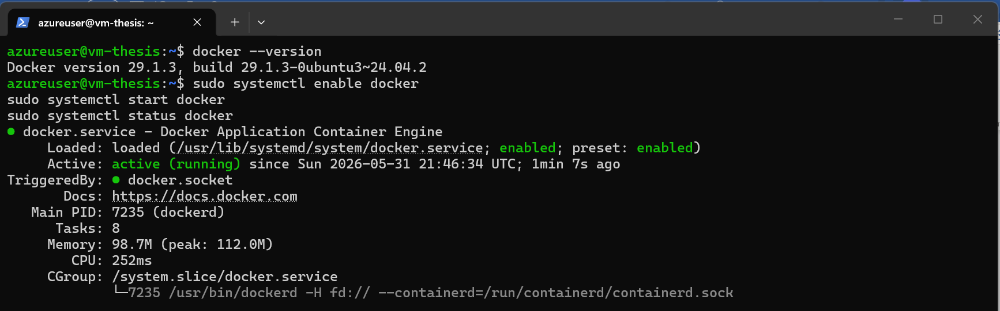 azureuser@vm-thesis: ~
azureuser@vm-thesis:~$ docker --version
Docker version 29.1.3, build 29.1.3-0ubuntu3~24.04.2
azureuser@vm-thesis:~$ sudo systemctl enable docker
sudo systemctl start docker
sudo systemctl status docker
● docker.service - Docker Application Container Engine
     Loaded: loaded (/usr/lib/systemd/system/docker.service; enabled; preset: enabled)
     Active: active (running) since Sun 2026-05-31 21:46:34 UTC; 1min 7s ago
TriggeredBy: ● docker.socket
       Docs: https://docs.docker.com
   Main PID: 7235 (dockerd)
      Tasks: 8
     Memory: 98.7M (peak: 112.0M)
        CPU: 252ms
     CGroup: /system.slice/docker.service
             └─7235 /usr/bin/dockerd -H fd:// --containerd=/run/containerd/containerd.sock